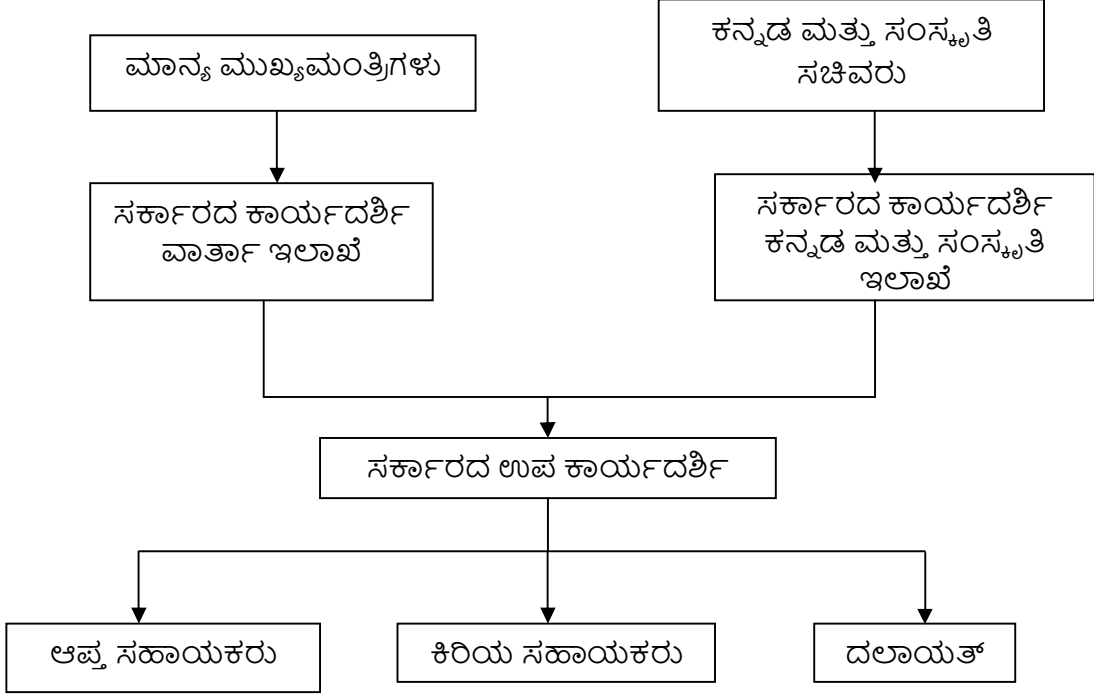 ಮಾನ್ಯ ಮುಖ್ಯಮಂತ್ರಿಗಳು
ಕನ್ನಡ ಮತ್ತು ಸಂಸ್ಕೃತಿ
ಸಚಿವರು
ಸರ್ಕಾರದ ಕಾರ್ಯದರ್ಶಿ
ವಾರ್ತಾ ಇಲಾಖೆ
ಸರ್ಕಾರದ ಕಾರ್ಯದರ್ಶಿ
ಕನ್ನಡ ಮತ್ತು ಸಂಸ್ಕೃತಿ
ಇಲಾಖೆ
ಸರ್ಕಾರದ ಉಪ ಕಾರ್ಯದರ್ಶಿ
ಆಪ್ತ ಸಹಾಯಕರು
ಕಿರಿಯ ಸಹಾಯಕರು
ದಲಾಯತ್